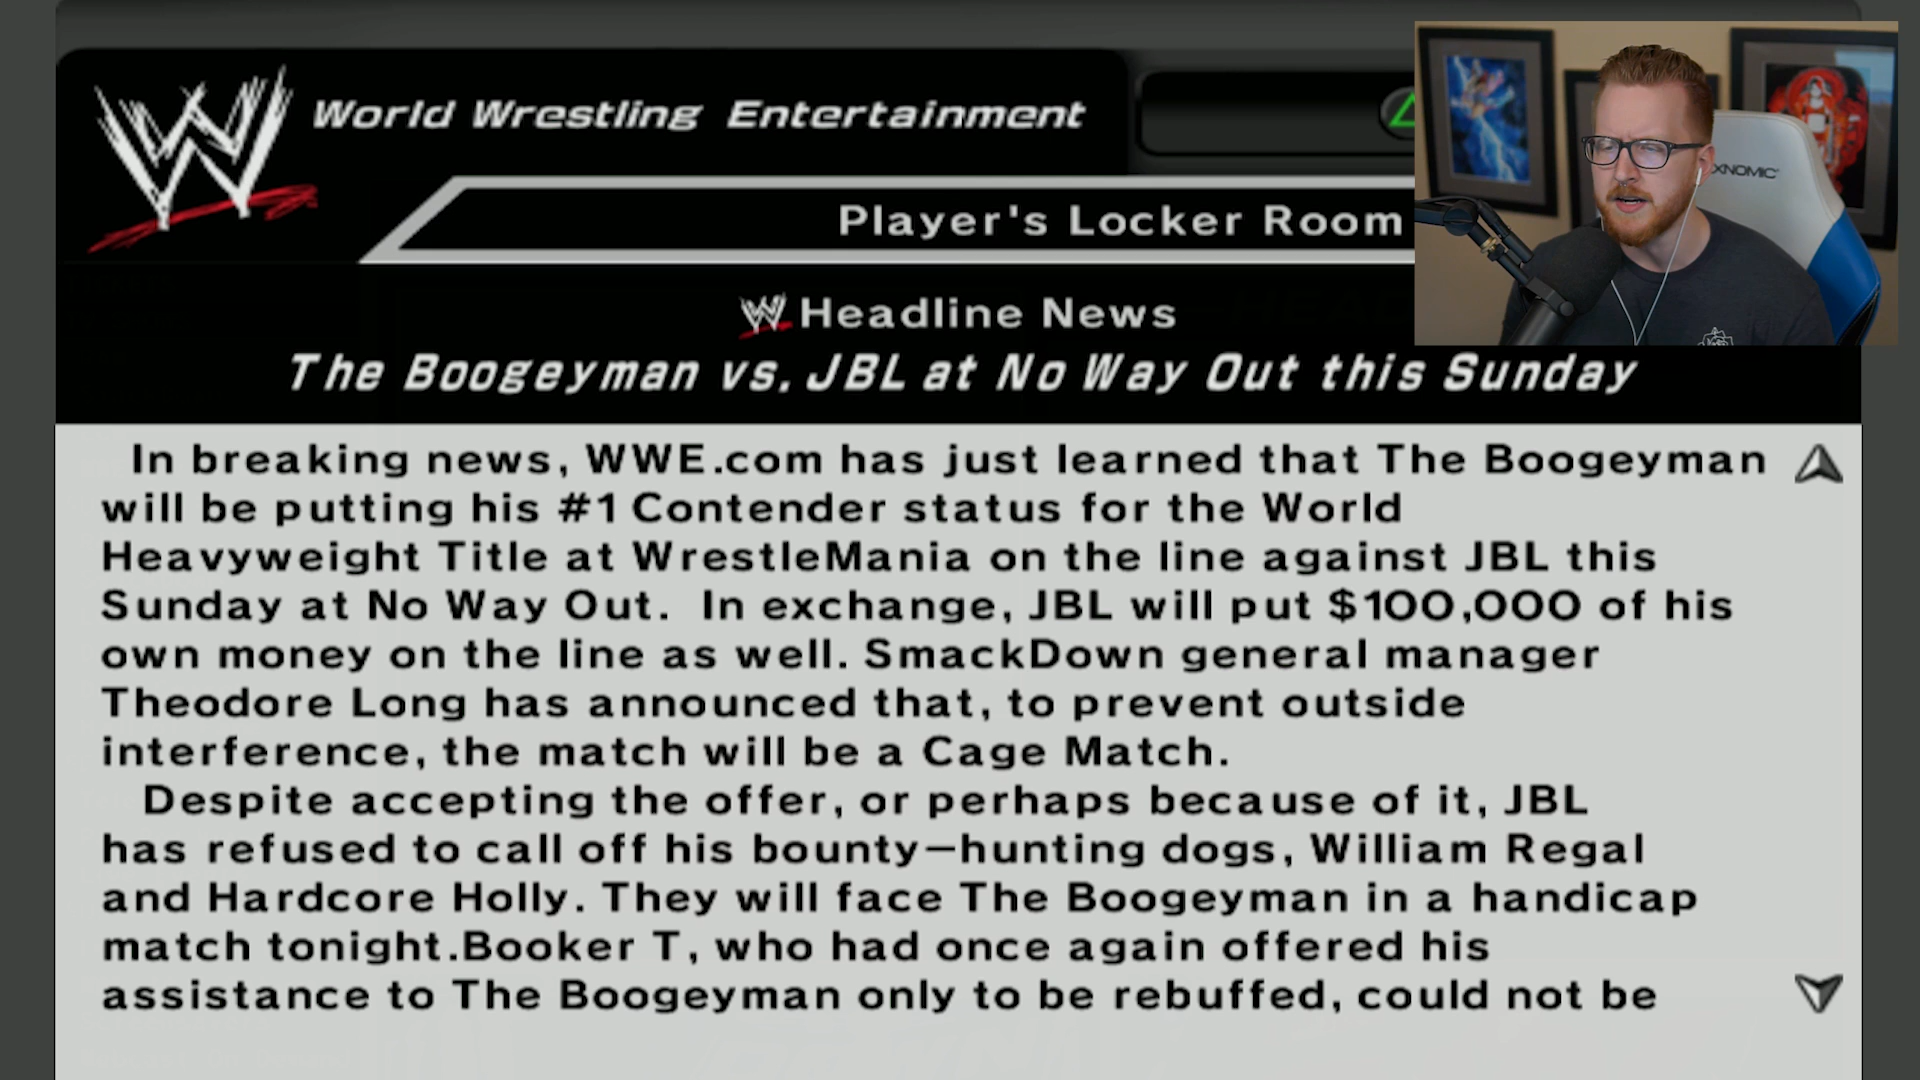 World Wrestling Entertainment
Player's Locker Room
Headline News
The Boogeyman vs. JBL at No Way Out this Sunday
In breaking news, WWE.com has just learned that The Boogeyman
will be putting his #1 Contender status for the World
Heavyweight Title at WrestleMania on the line against JBL this
Sunday at No Way Out. In exchange, JBL will put $100,000 of his
own money on the line as well. SmackDown general manager
Theodore Long has announced that, to prevent outside
interference, the match will be a Cage Match.
Despite accepting the offer, or perhaps because of it, JBL
has refused to call off his bounty-hunting dogs, William Regal
and Hardcore Holly. They will face The Boogeyman in a handicap
match tonight.Booker T, who had once again offered his
assistance to The Boogeyman only to be rebuffed, could not be